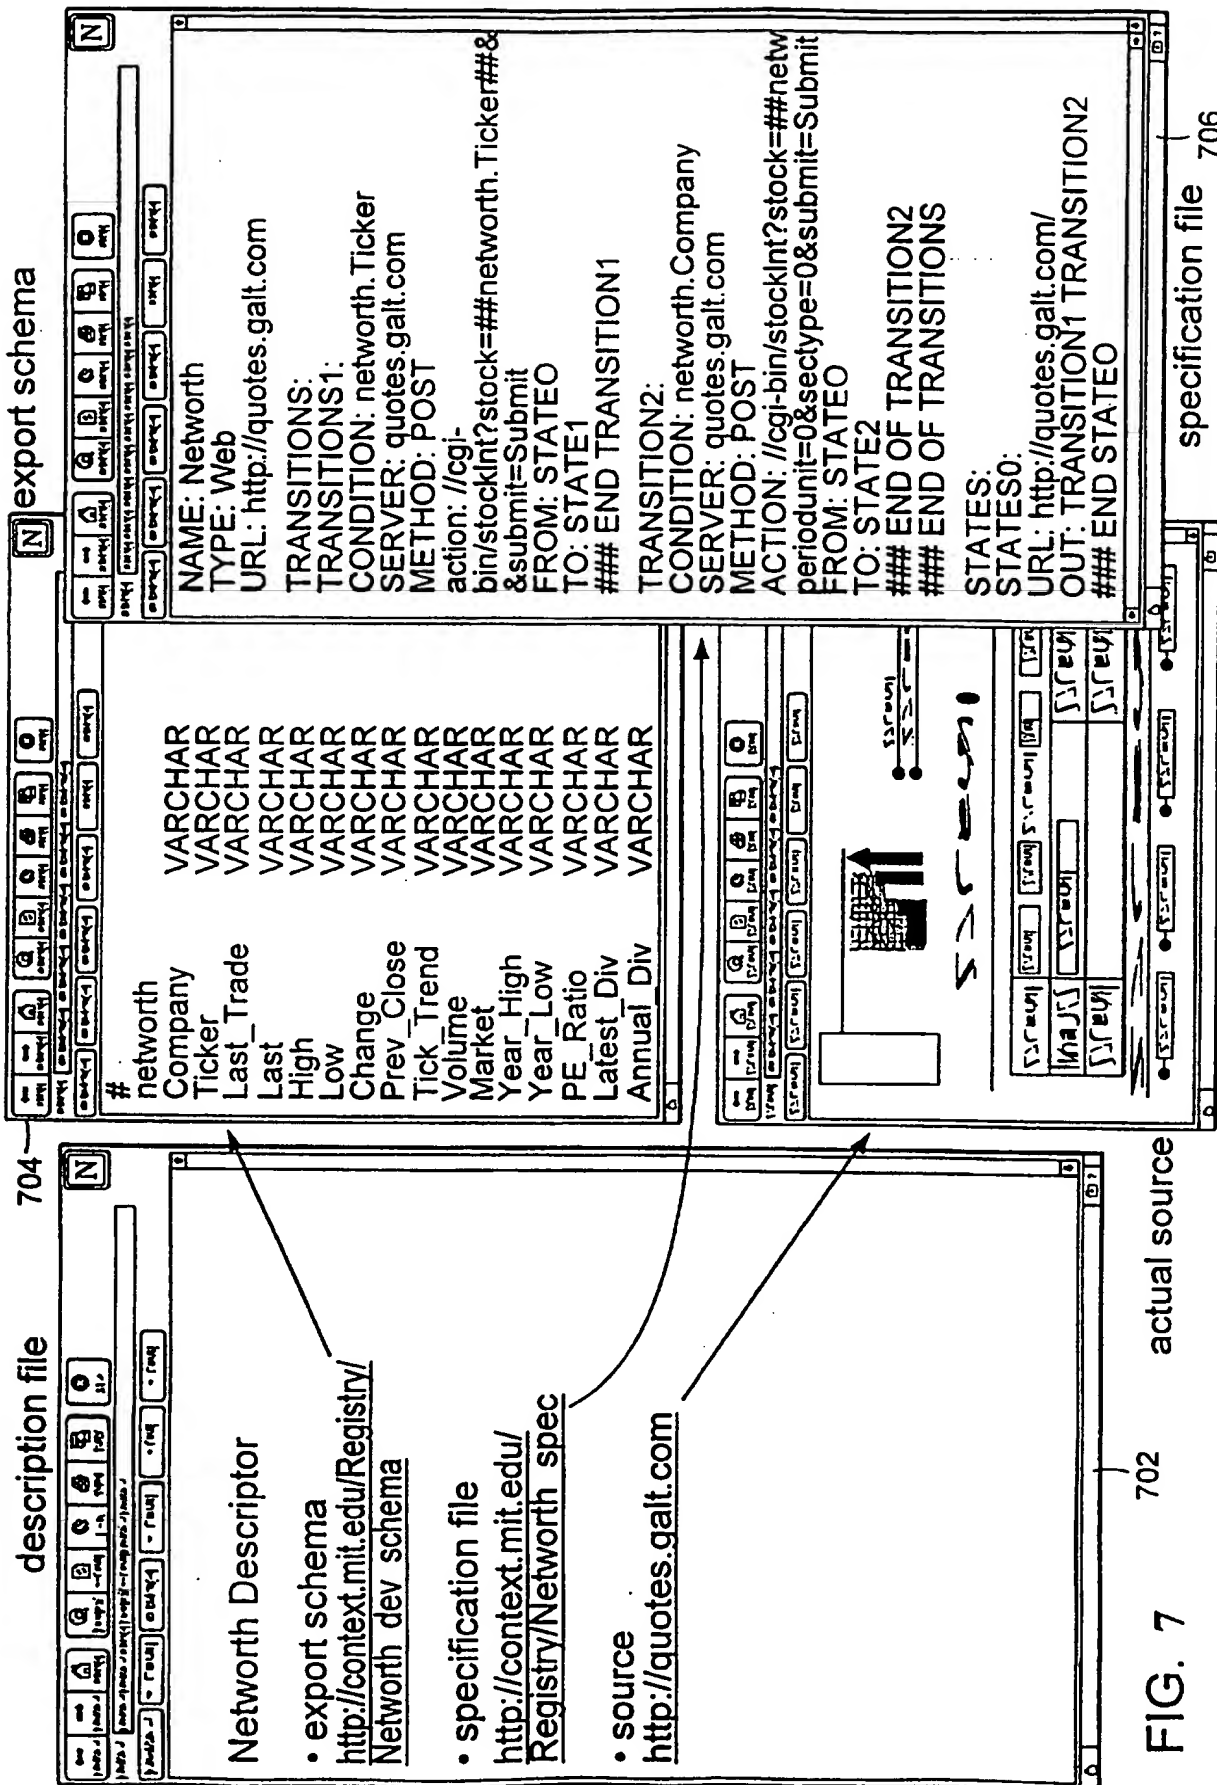 description file
N
Networth Descriptor
• export schema
http://context.mit.edu/Registry/
Network dev schema
• specification file
http://context.mit.edu/
Registry/Networth spec
• source
http://quotes.galt.com
702
704
export schema
N
#
networth
Company VARCHAR
Ticker VARCHAR
Last_Trade VARCHAR
Last VARCHAR
High VARCHAR
Low VARCHAR
Change VARCHAR
Prev_Close VARCHAR
Tick_Trend VARCHAR
Volume VARCHAR
Market VARCHAR
Year_High VARCHAR
Year_Low VARCHAR
PE_Ratio VARCHAR
Latest_Div VARCHAR
Annual_Div VARCHAR
actual source
N
NAME: Networth
TYPE: Web
URL: http://quotes.galt.com
TRANSITIONS:
TRANSITIONS1:
CONDITION: networth.Ticker
SERVER: quotes.galt.com
METHOD: POST
action: //cgi-
bin/stockInt?stock=##networth.Ticker##&
&submit=Submit
FROM: STATEO
TO: STATE1
### END TRANSITION1
TRANSITION2:
CONDITION: networth.Company
SERVER: quotes.galt.com
METHOD: POST
ACTION: //cgi-bin/stockInt?stock=##netw
periodunit=0&sectype=0&submit=Submit
FROM: STATEO
TO: STATE2
### END OF TRANSITION2
### END OF TRANSITIONS
STATES:
STATES0:
URL: http://quotes.galt.com/
OUT: TRANSITION1 TRANSITION2
### END STATEO
specification file
706
FIG. 7